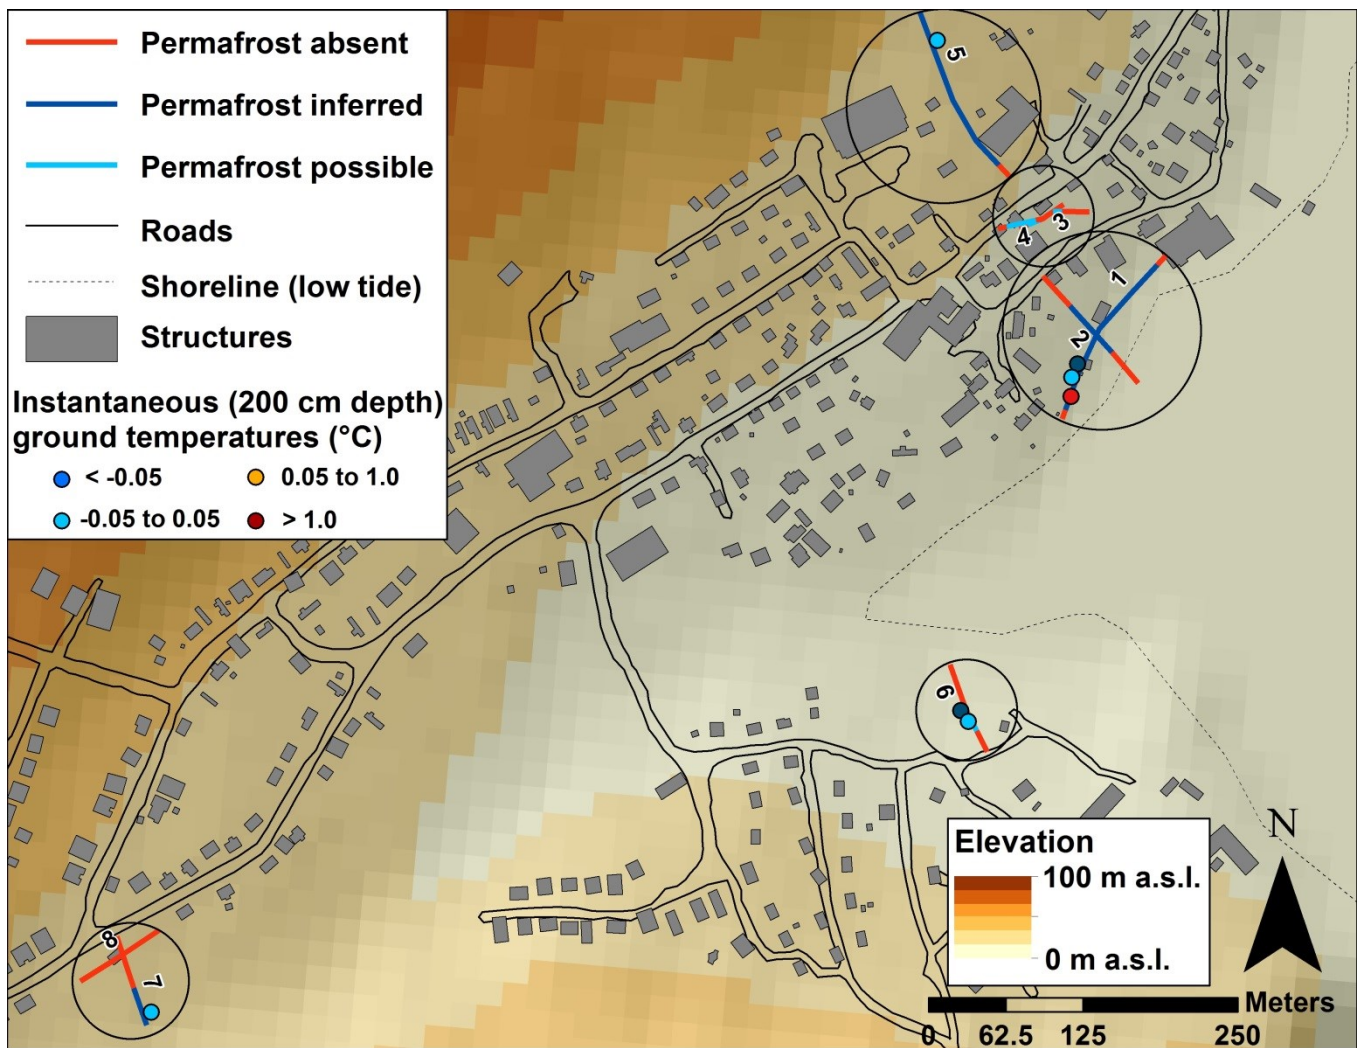 Permafrost absent
Permafrost inferred
Permafrost possible
Roads
Shoreline (low tide)
Structures
Instantaneous (200 cm depth)
ground temperatures (°C)
< -0.05 0.05 to 1.0
-0.05 to 0.05 > 1.0
5
3
4
1
2
6
8
7
Elevation
100 m a.s.l.
0 m a.s.l.
N
Meters
0 62.5 125 250